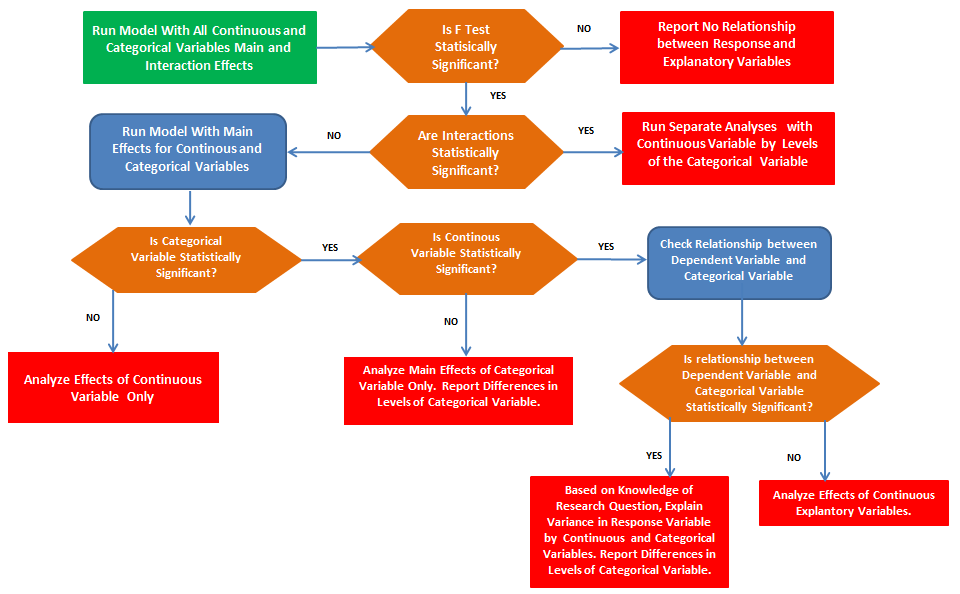 Run Model With All Continuous and
Categorical Variables Main and
Interaction Effects
Is F Test
Statisically
Significant?
NO
Report No Relationship
between Response and
Explanatory Variables
YES
Run Model With Main
Effects for Continous and
Categorical Variables
NO
Are Interactions
Statistically
Significant?
YES
Run Separate Analyses with
Continuous Variable by Levels
of the Categorical Variable
Is Categorical
Variable Statistically
Significant?
YES
Is Continous
Variable Statistically
Significant?
YES
Check Relationship between
Dependent Variable and
Categorical Variable
NO
Analyze Effects of Continuous
Variable Only
NO
Analyze Main Effects of Categorical
Variable Only. Report Differences in
Levels of Categorical Variable.
Is relationship between
Dependent Variable and
Categorical Variable
Statistically Significant?
YES
Based on Knowledge of
Research Question, Explain
Variance in Response Variable
by Continuous and Categorical
Variables. Report Differences in
Levels of Categorical Variable.
NO
Analyze Effects of Continuous
Explantory Variables.